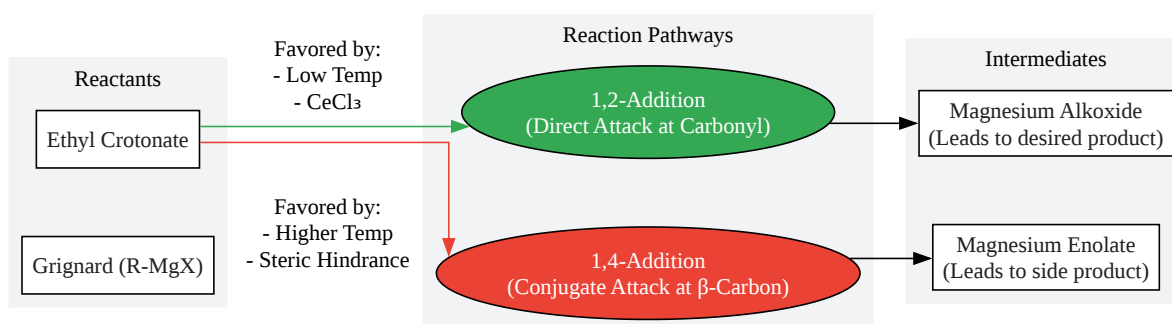 Reactants
Ethyl Crotonate
Grignard (R-MgX)
Favored by:
- Low Temp
- CeCl₃
Favored by:
- Higher Temp
- Steric Hindrance
Reaction Pathways
1,2-Addition
(Direct Attack at Carbonyl)
1,4-Addition
(Conjugate Attack at β-Carbon)
Intermediates
Magnesium Alkoxide
(Leads to desired product)
Magnesium Enolate
(Leads to side product)